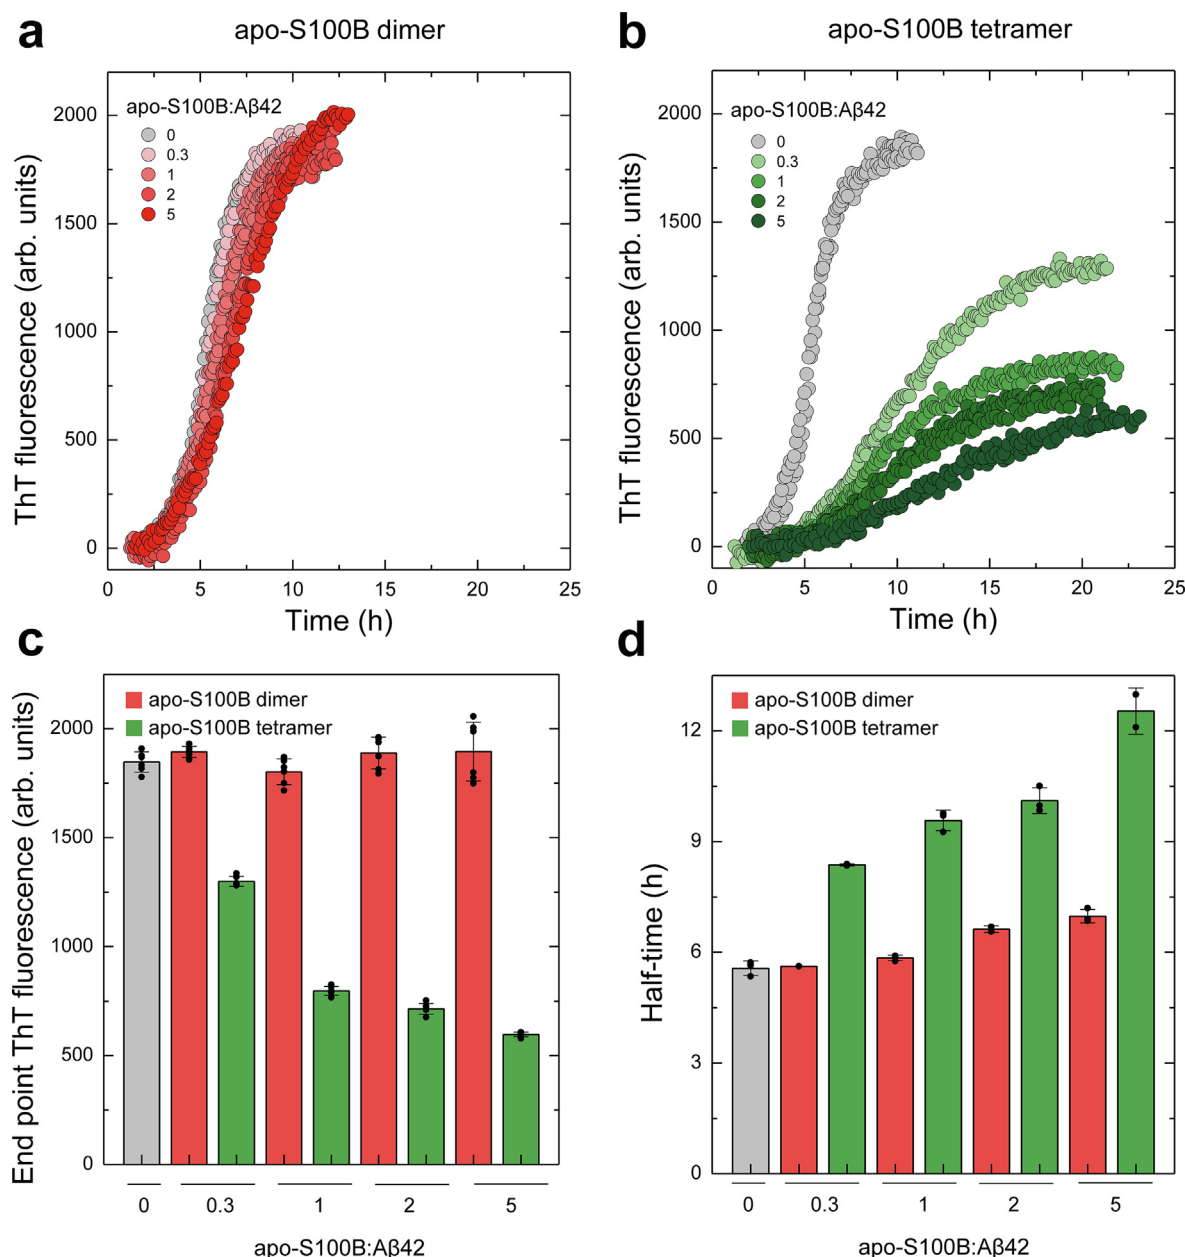 a
apo-S100B dimer
ThT fluorescence (arb. units)
2000
1500
1000
500
0
apo-S100B:Aβ42
0
0.3
1
2
5
0
5
10
15
20
25
Time (h)
b
apo-S100B tetramer
ThT fluorescence (arb. units)
2000
1500
1000
500
0
apo-S100B:Aβ42
0
0.3
1
2
5
0
5
10
15
20
25
Time (h)
c
End point ThT fluorescence (arb. units)
2000
1500
1000
500
0
apo-S100B dimer
apo-S100B tetramer
0
0.3
1
2
5
apo-S100B:Aβ42
d
Half-time (h)
12
9
6
3
0
apo-S100B dimer
apo-S100B tetramer
0
0.3
1
2
5
apo-S100B:Aβ42